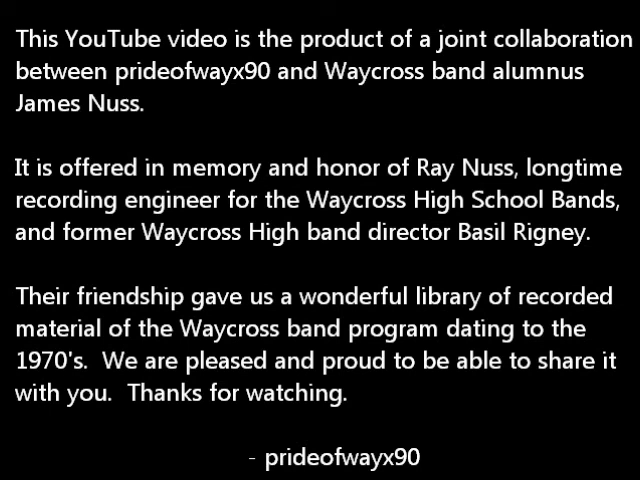 This YouTube video is the product of a joint collaboration
between prideofwayx90 and Waycross band alumnus
James Nuss.
It is offered in memory and honor of Ray Nuss, longtime
recording engineer for the Waycross High School Bands,
and former Waycross High band director Basil Rigney.
Their friendship gave us a wonderful library of recorded
material of the Waycross band program dating to the
1970's.  We are pleased and proud to be able to share it
with you.  Thanks for watching.
- prideofwayx90